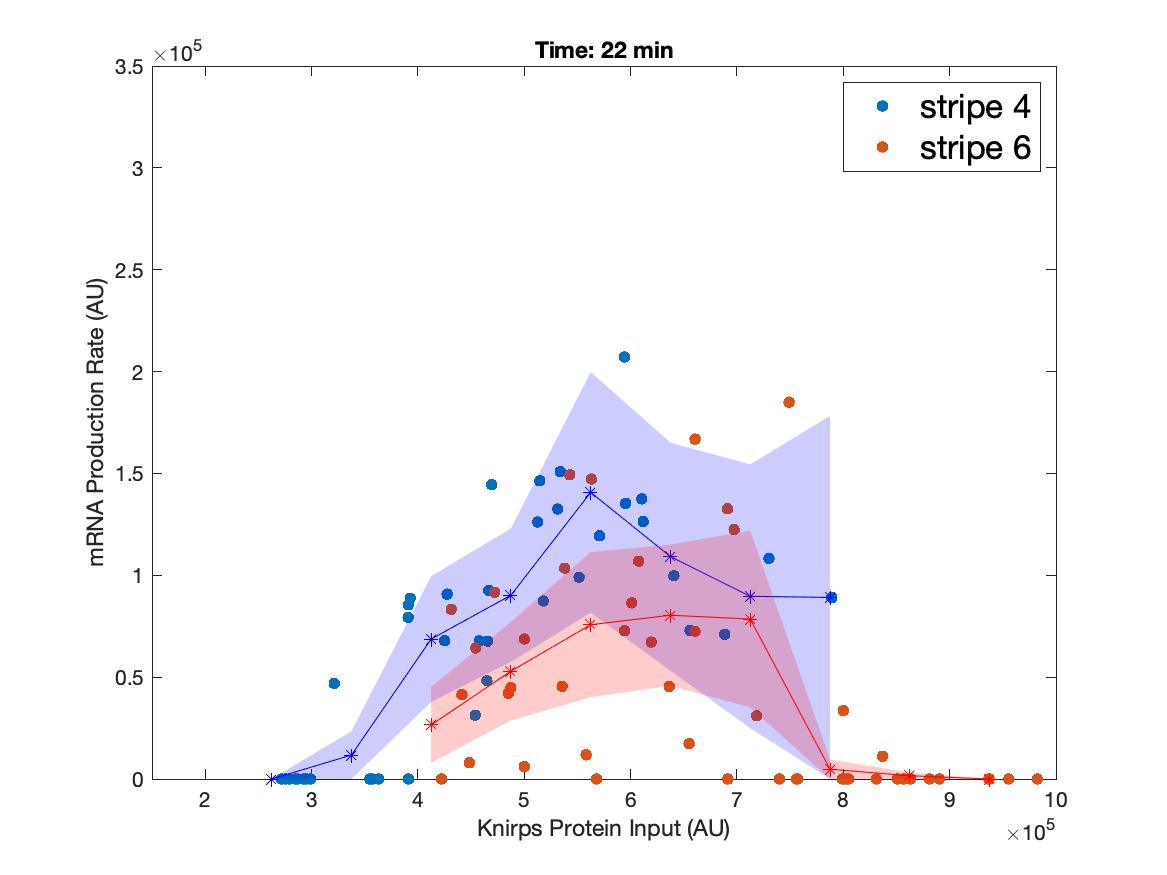 Time: 22 min
×10^5
3.5
3
2.5
2
1.5
1
0.5
0
mRNA Production Rate (AU)
stripe 4
stripe 6
2 3 4 5 6 7 8 9 10
Knirps Protein Input (AU)
×10^5